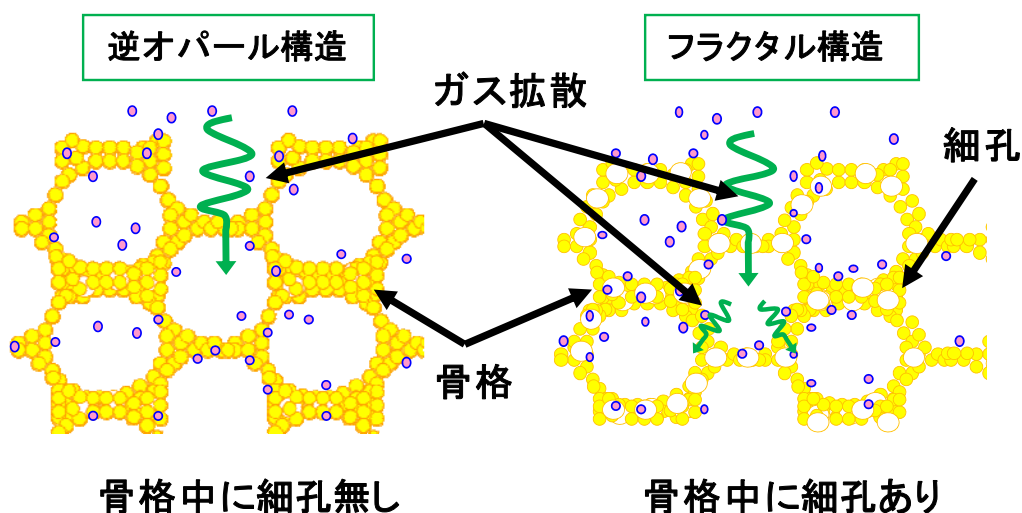 逆オパール構造
フラクタル構造
ガス拡散
細孔
骨格
骨格中に細孔無し
骨格中に細孔あり